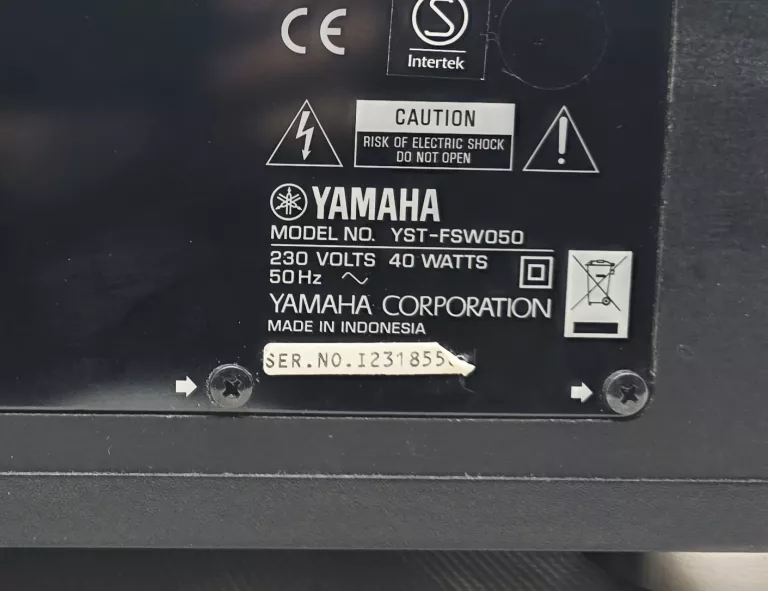 CE
S
Intertek
CAUTION
RISK OF ELECTRIC SHOCK
DO NOT OPEN
YAMAHA
MODEL NO. YST-FSW050
230 VOLTS 40 WATTS
50Hz
YAMAHA CORPORATION
MADE IN INDONESIA
SER.NO.I231855